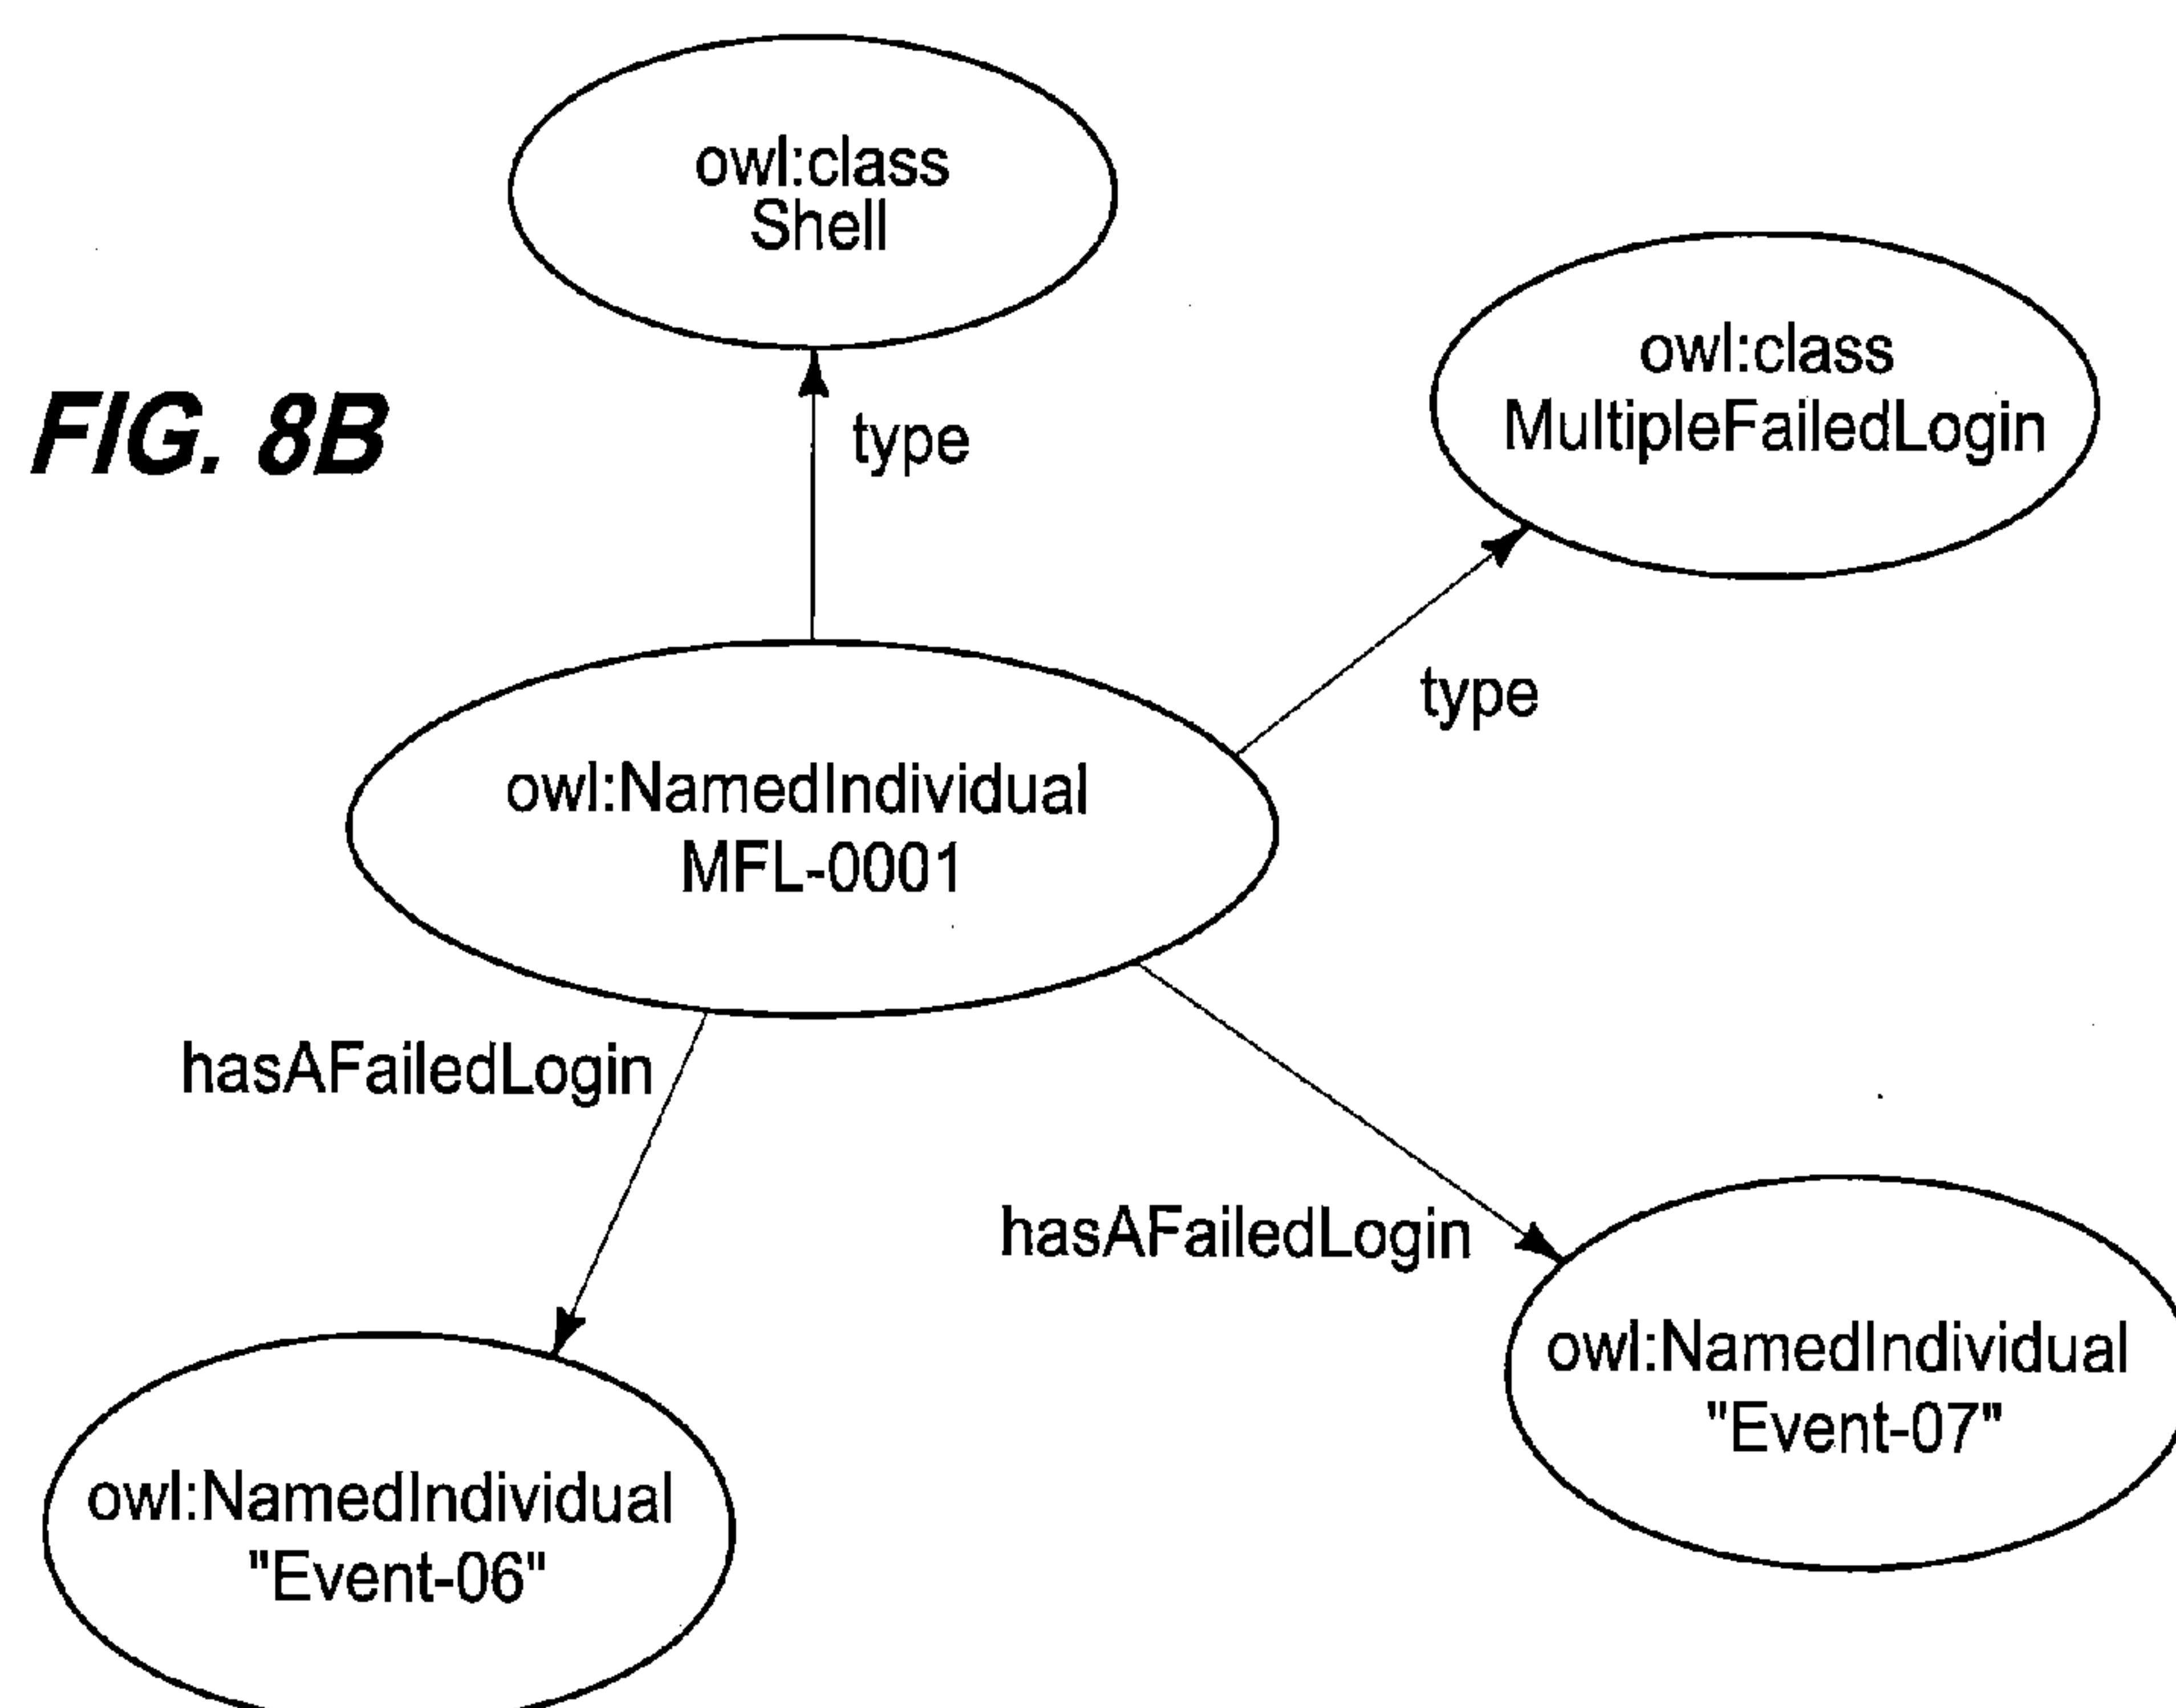 owl:class
Shell
FIG. 8B
type
owl:class
MultipleFailedLogin
type
owl:NamedIndividual
MFL-0001
hasAFailedLogin
hasAFailedLogin
owl:NamedIndividual
"Event-07"
owl:NamedIndividual
"Event-06"